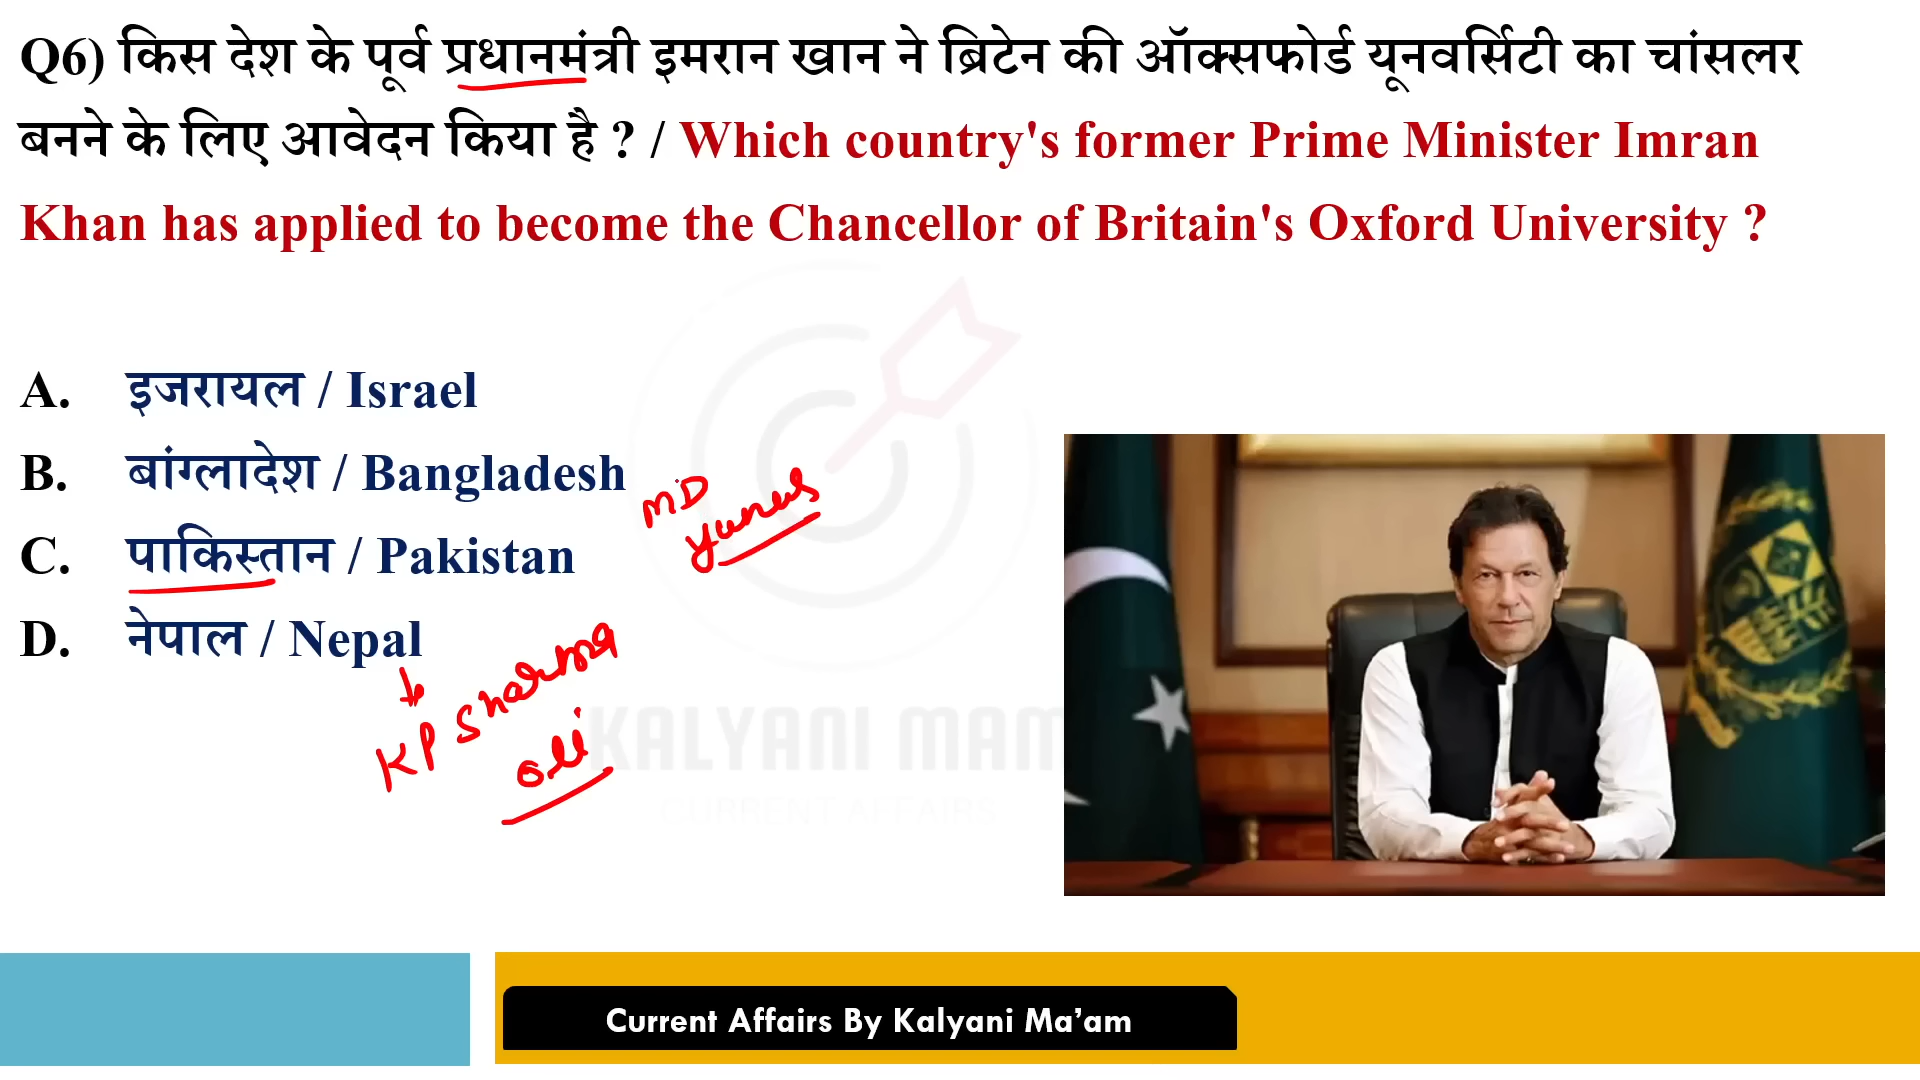 Q6) किस देश के पूर्व प्रधानमंत्री इमरान खान ने ब्रिटेन की ऑक्सफोर्ड यूनवर्सिटी का चांसलर
बनने के लिए आवेदन किया है ? / Which country's former Prime Minister Imran
Khan has applied to become the Chancellor of Britain's Oxford University ?
A. इजरायल / Israel
B. बांग्लादेश / Bangladesh
MD
Yunus
C. पाकिस्तान / Pakistan
D. नेपाल / Nepal
KP Sharma
Oli
KALYANI MAM
CURRENT AFFAIRS
Current Affairs By Kalyani Ma’am